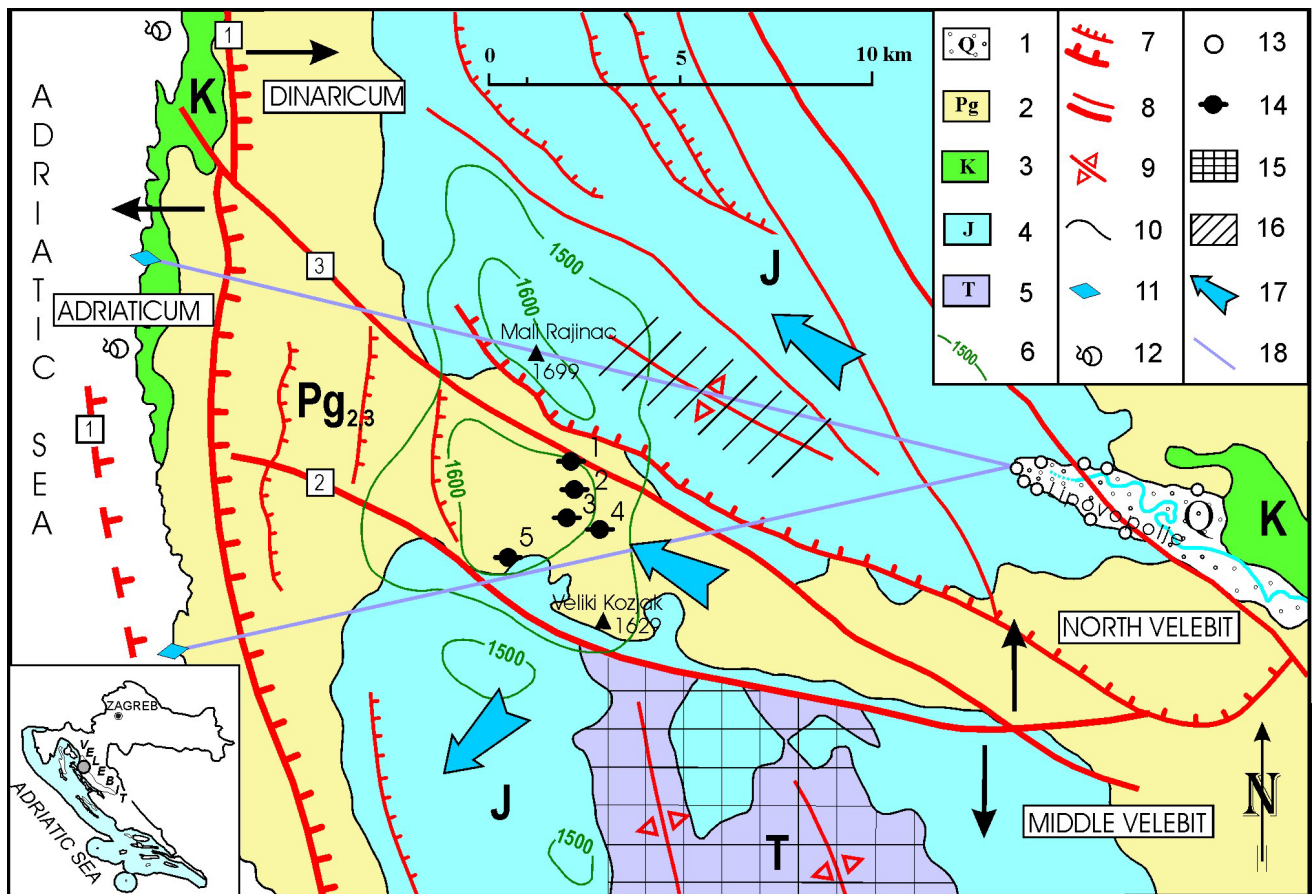 1
K
DINARICUM
0
5
10 km
ADRIATIC SEA
ADRIATICUM
3
J
1500
1600
Mali Rajinac
1699
Pg2,3
1
2
1600
1
2
3
4
5
Lipovo polje
Q
K
Veliki Kozjak
1629
1500
NORTH VELEBIT
J
T
MIDDLE VELEBIT
1500
N
ZAGREB
VELEBIT
ADRIATIC SEA
Q 1
Pg 2
K 3
J 4
T 5
1500 6
7
8
9
10
11
12
13
14
15
16
17
18